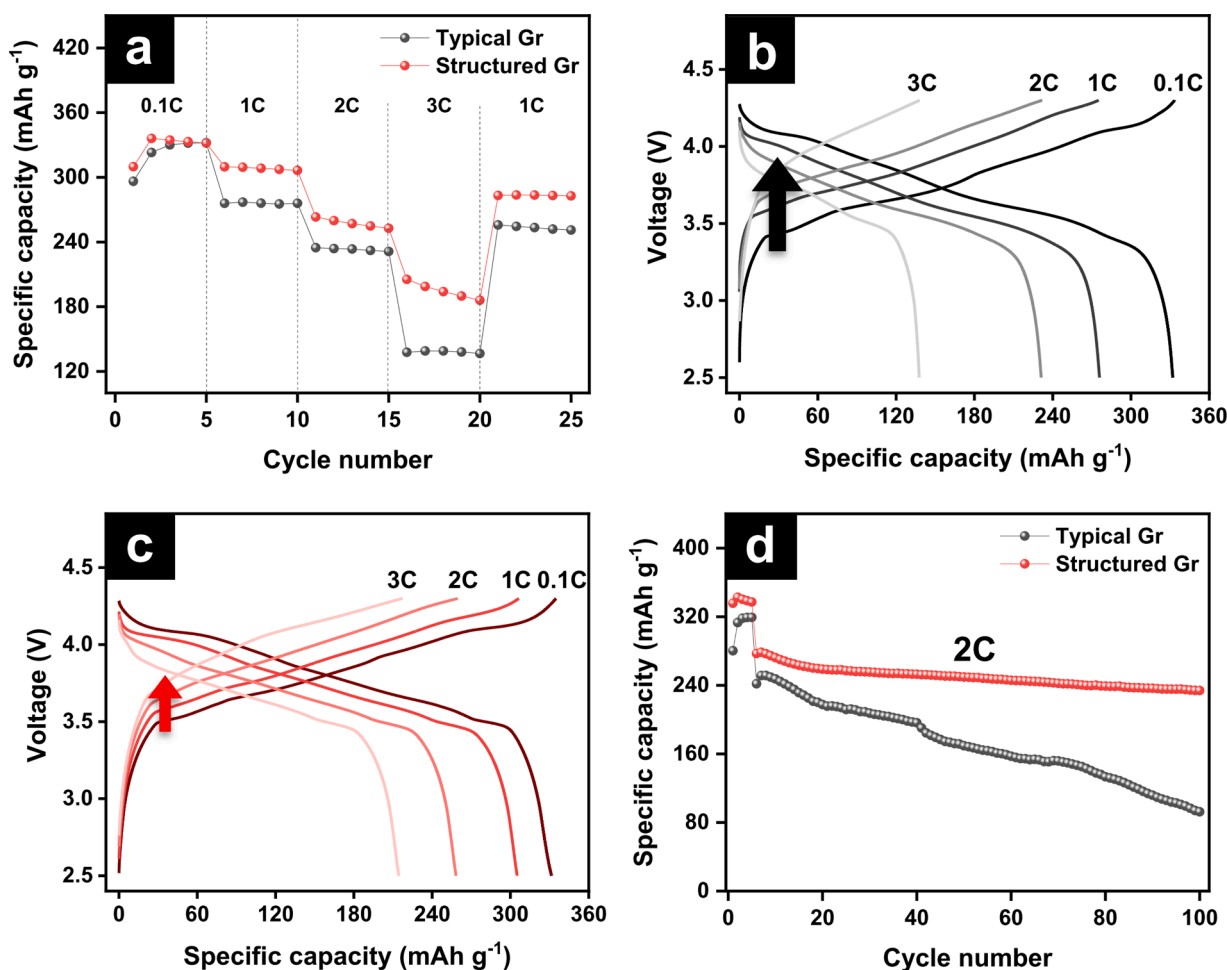 a
Typical Gr
Structured Gr
0.1C 1C 2C 3C 1C
420
360
300
240
180
120
Specific capacity (mAh g⁻¹)
0 5 10 15 20 25
Cycle number
b
3C 2C 1C 0.1C
4.5
4.0
3.5
3.0
2.5
Voltage (V)
0 60 120 180 240 300 360
Specific capacity (mAh g⁻¹)
c
3C 2C 1C 0.1C
4.5
4.0
3.5
3.0
2.5
Voltage (V)
0 60 120 180 240 300 360
Specific capacity (mAh g⁻¹)
d
Typical Gr
Structured Gr
2C
400
320
240
160
80
0
Specific capacity (mAh g⁻¹)
0 20 40 60 80 100
Cycle number